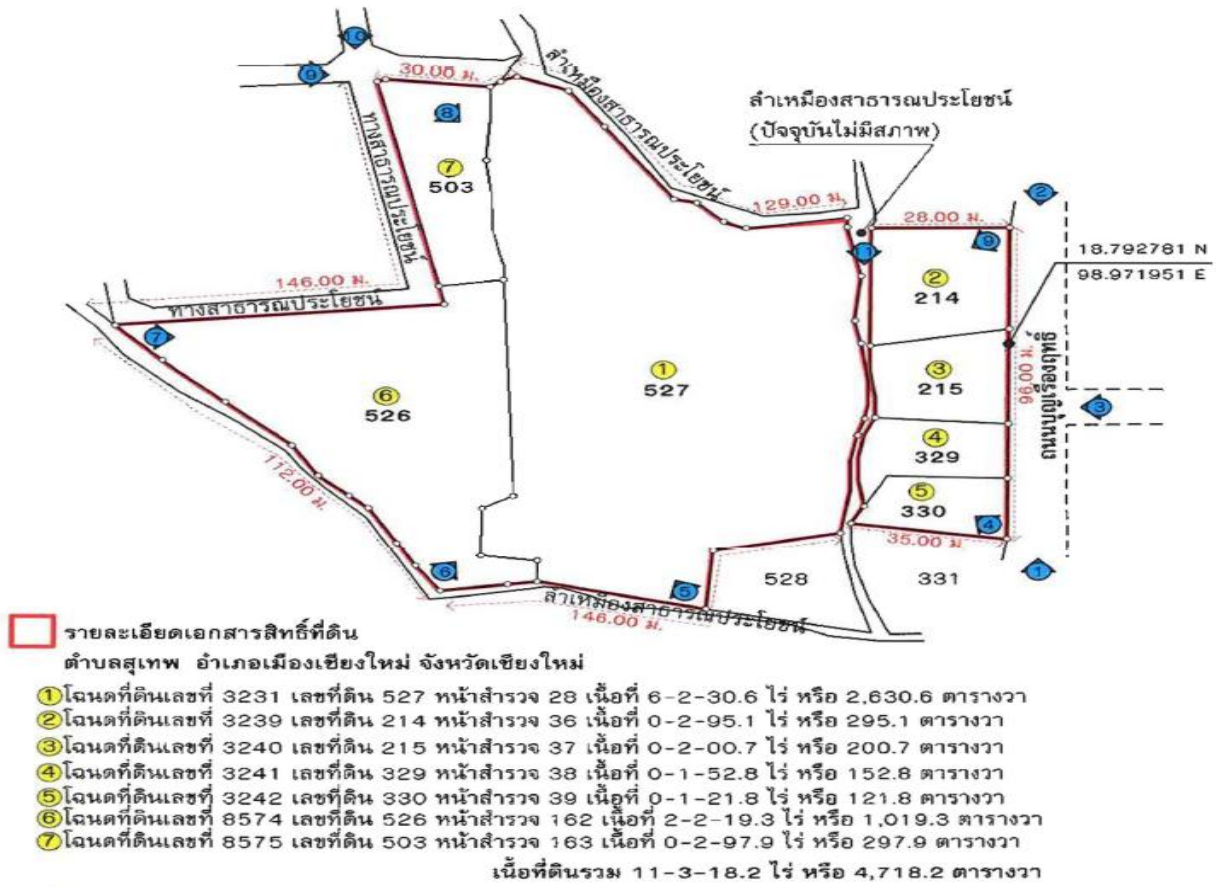 10
9
30.00 ม.
ลำเหมืองสาธารณประโยชน์
8
ทางสาธารณประโยชน์
7
503
ลำเหมืองสาธารณประโยชน์
(ปัจจุบันไม่มีสภาพ)
129.00 ม.
28.00 ม.
2
9
11
18.792781 N
98.971951 E
2
214
146.00 ม.
ทางสาธารณประโยชน์
7
1
527
3
215
96.00 ม.
3
6
526
4
329
5
330
4
112.00 ม.
35.00 ม.
6
5
528
331
1
ลำเหมืองสาธารณประโยชน์
146.00 ม.
รายละเอียดเอกสารสิทธิ์ที่ดิน
ตำบลสุเทพ อำเภอเมืองเชียงใหม่ จังหวัดเชียงใหม่
1 โฉนดที่ดินเลขที่ 3231 เลขที่ดิน 527 หน้าสำรวจ 28 เนื้อที่ 6-2-30.6 ไร่ หรือ 2,630.6 ตารางวา
2 โฉนดที่ดินเลขที่ 3239 เลขที่ดิน 214 หน้าสำรวจ 36 เนื้อที่ 0-2-95.1 ไร่ หรือ 295.1 ตารางวา
3 โฉนดที่ดินเลขที่ 3240 เลขที่ดิน 215 หน้าสำรวจ 37 เนื้อที่ 0-2-00.7 ไร่ หรือ 200.7 ตารางวา
4 โฉนดที่ดินเลขที่ 3241 เลขที่ดิน 329 หน้าสำรวจ 38 เนื้อที่ 0-1-52.8 ไร่ หรือ 152.8 ตารางวา
5 โฉนดที่ดินเลขที่ 3242 เลขที่ดิน 330 หน้าสำรวจ 39 เนื้อที่ 0-1-21.8 ไร่ หรือ 121.8 ตารางวา
6 โฉนดที่ดินเลขที่ 8574 เลขที่ดิน 526 หน้าสำรวจ 162 เนื้อที่ 2-2-19.3 ไร่ หรือ 1,019.3 ตารางวา
7 โฉนดที่ดินเลขที่ 8575 เลขที่ดิน 503 หน้าสำรวจ 163 เนื้อที่ 0-2-97.9 ไร่ หรือ 297.9 ตารางวา
เนื้อที่ดินรวม 11-3-18.2 ไร่ หรือ 4,718.2 ตารางวา